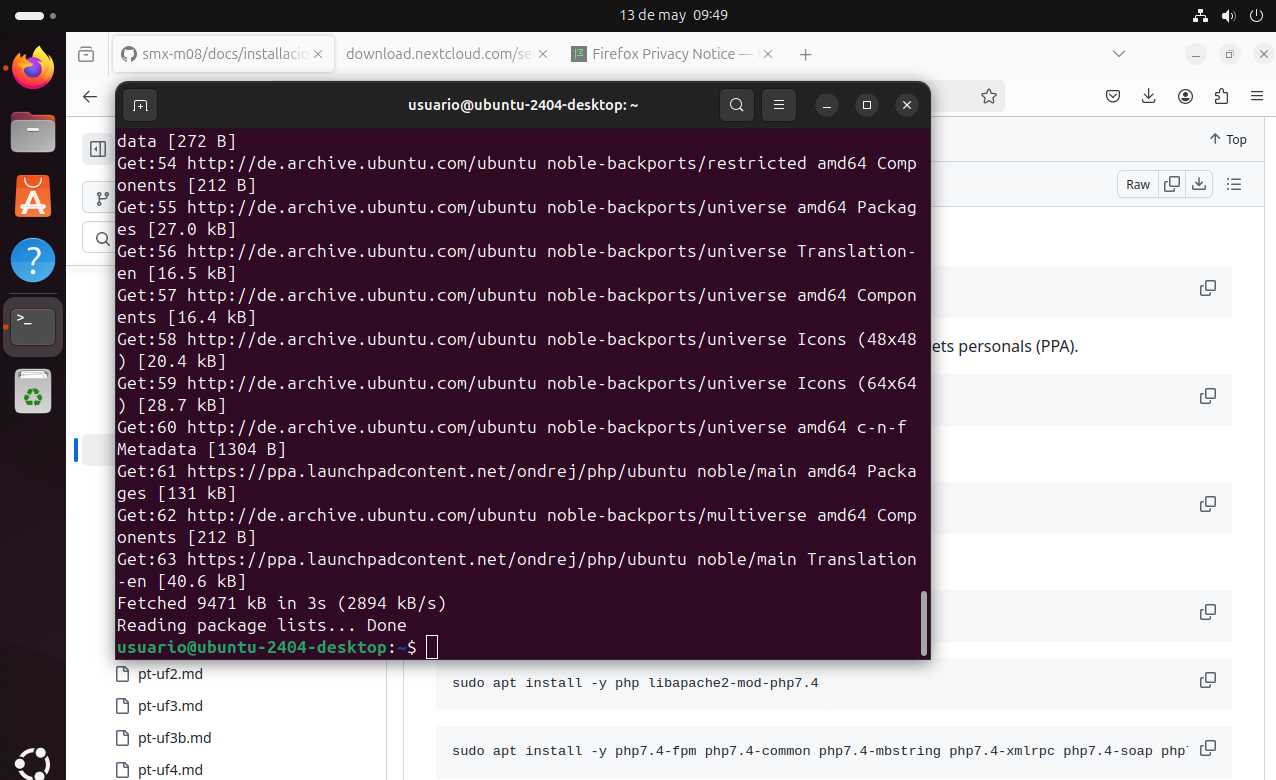 13 de may 09:49
smx-m08/docs/installacio
download.nextcloud.com/se
Firefox Privacy Notice —
usuario@ubuntu-2404-desktop: ~
data [272 B]
Get:54 http://de.archive.ubuntu.com/ubuntu noble-backports/restricted amd64 Comp
onents [212 B]
Get:55 http://de.archive.ubuntu.com/ubuntu noble-backports/universe amd64 Packag
es [27.0 kB]
Get:56 http://de.archive.ubuntu.com/ubuntu noble-backports/universe Translation-
en [16.5 kB]
Get:57 http://de.archive.ubuntu.com/ubuntu noble-backports/universe amd64 Compon
ents [16.4 kB]
Get:58 http://de.archive.ubuntu.com/ubuntu noble-backports/universe Icons (48x48
) [20.4 kB]
Get:59 http://de.archive.ubuntu.com/ubuntu noble-backports/universe Icons (64x64
) [28.7 kB]
Get:60 http://de.archive.ubuntu.com/ubuntu noble-backports/universe amd64 c-n-f
Metadata [1304 B]
Get:61 https://ppa.launchpadcontent.net/ondrej/php/ubuntu noble/main amd64 Packa
ges [131 kB]
Get:62 http://de.archive.ubuntu.com/ubuntu noble-backports/multiverse amd64 Comp
onents [212 B]
Get:63 https://ppa.launchpadcontent.net/ondrej/php/ubuntu noble/main Translation
-en [40.6 kB]
Fetched 9471 kB in 3s (2894 kB/s)
Reading package lists... Done
usuario@ubuntu-2404-desktop:~$
Top
Raw
ets personals (PPA).
pt-uf2.md
pt-uf3.md
pt-uf3b.md
pt-uf4.md
sudo apt install -y php libapache2-mod-php7.4
sudo apt install -y php7.4-fpm php7.4-common php7.4-mbstring php7.4-xmlrpc php7.4-soap php